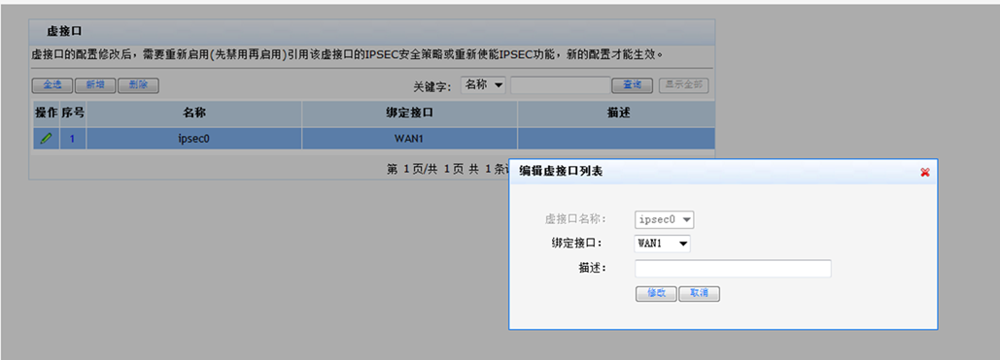 虚接口
虚接口的配置修改后，需要重新启用(先禁用再启用)引用该虚接口的IPSEC安全策略或重新使能IPSEC功能，新的配置才能生效。
全选 新增 删除 关键字： 名称 查询 显示全部
操作 序号 名称 绑定接口 描述
1 ipsec0 WAN1
第 1 页/共 1 页 共 1 条
编辑虚接口列表
虚接口名称： ipsec0
绑定接口： WAN1
描述：
修改 取消